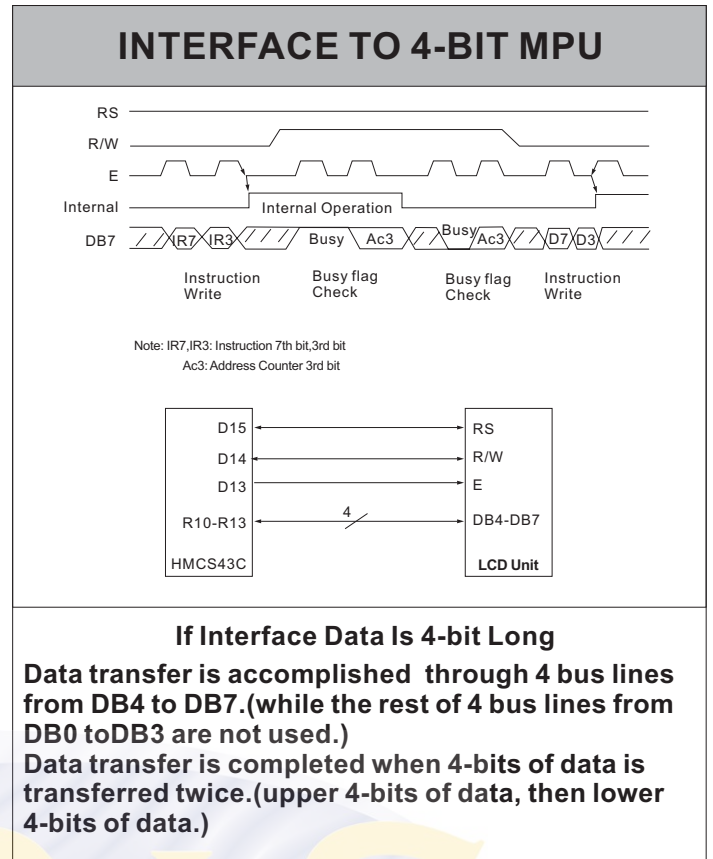 INTERFACE TO 4-BIT MPU
RS
R/W
E
Internal
Internal Operation
DB7
IR7
IR3
Busy
Ac3
Busy
Ac3
D7
D3
Instruction
Write
Busy flag
Check
Busy flag
Check
Instruction
Write
Note: IR7,IR3: Instruction 7th bit,3rd bit
Ac3: Address Counter 3rd bit
D15
RS
D14
R/W
D13
E
R10-R13
4
DB4-DB7
HMCS43C
LCD Unit
If Interface Data Is 4-bit Long
Data transfer is accomplished through 4 bus lines
from DB4 to DB7.(while the rest of 4 bus lines from
DB0 toDB3 are not used.)
Data transfer is completed when 4-bits of data is
transferred twice.(upper 4-bits of data, then lower
4-bits of data.)